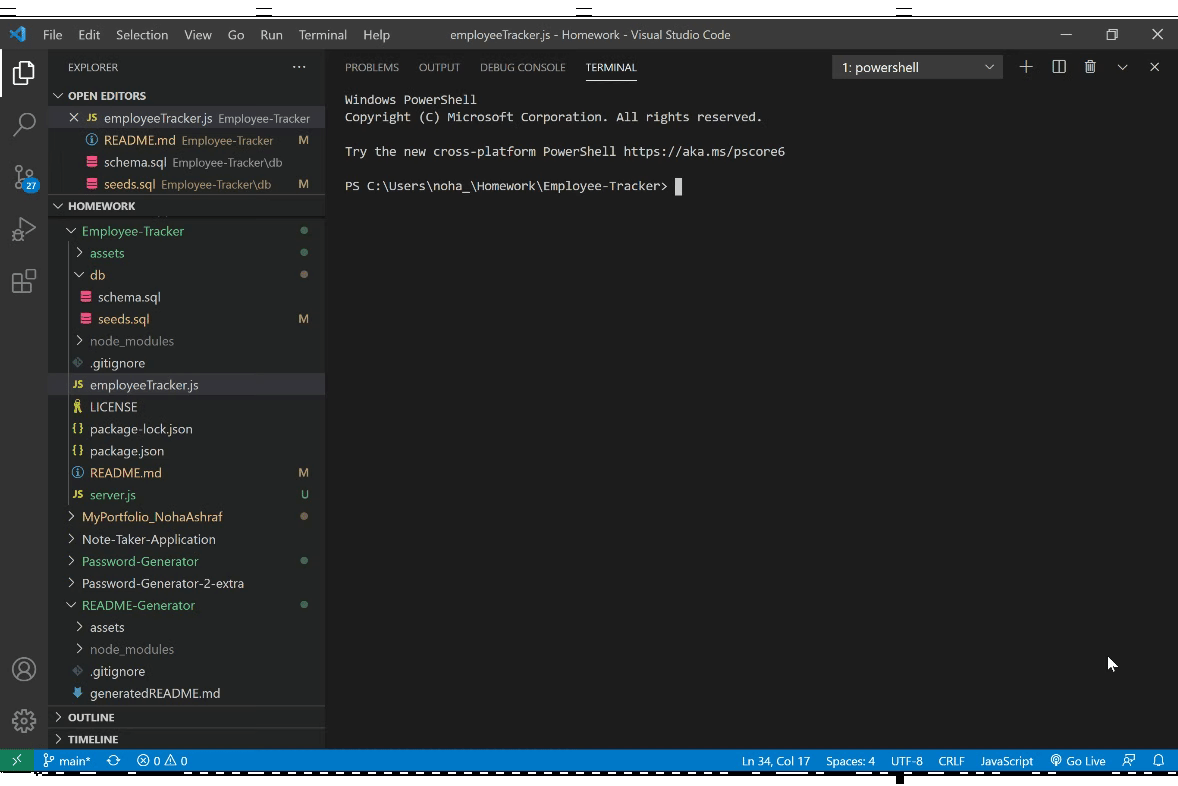 File Edit Selection View Go Run Terminal Help employeeTracker.js - Homework - Visual Studio Code
EXPLORER
OPEN EDITORS
JS employeeTracker.js Employee-Tracker
README.md Employee-Tracker M
schema.sql Employee-Tracker\db
seeds.sql Employee-Tracker\db M
27
HOMEWORK
Employee-Tracker
assets
db
schema.sql
seeds.sql M
node_modules
.gitignore
JS employeeTracker.js
LICENSE
{} package-lock.json
{} package.json
README.md M
JS server.js U
MyPortfolio_NohaAshraf
Note-Taker-Application
Password-Generator
Password-Generator-2-extra
README-Generator
assets
node_modules
.gitignore
generatedREADME.md
OUTLINE
TIMELINE
PROBLEMS OUTPUT DEBUG CONSOLE TERMINAL 1: powershell
Windows PowerShell
Copyright (C) Microsoft Corporation. All rights reserved.
Try the new cross-platform PowerShell https://aka.ms/pscore6
PS C:\Users\noha_\Homework\Employee-Tracker>
main* 0 0 Ln 34, Col 17 Spaces: 4 UTF-8 CRLF JavaScript Go Live